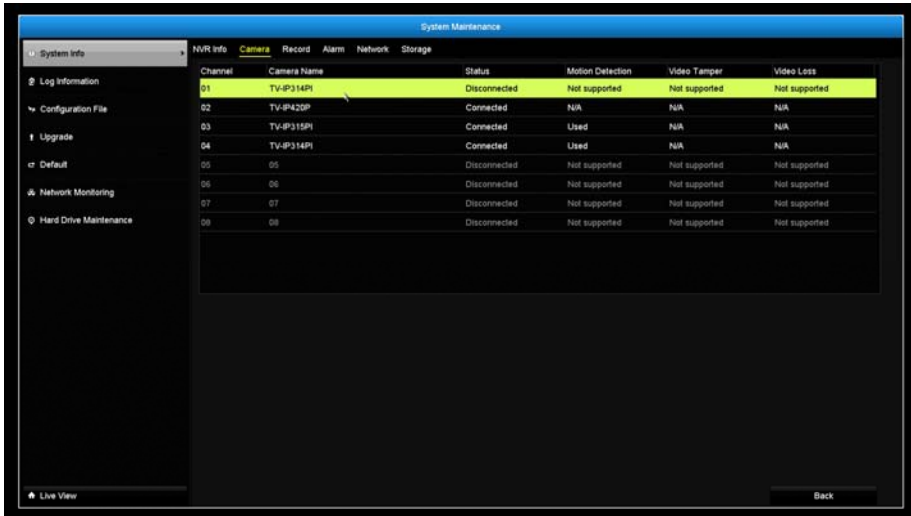 System Maintenance
System Info
Log Information
Configuration File
Upgrade
Default
Network Monitoring
Hard Drive Maintenance
Live View
NVR Info Camera Record Alarm Network Storage
Channel Camera Name Status Motion Detection Video Tamper Video Loss
01 TV-IP314PI Disconnected Not supported Not supported Not supported
02 TV-IP420P Connected N/A N/A N/A
03 TV-IP315PI Connected Used N/A N/A
04 TV-IP314PI Connected Used N/A N/A
05 05 Disconnected Not supported Not supported Not supported
06 06 Disconnected Not supported Not supported Not supported
07 07 Disconnected Not supported Not supported Not supported
08 08 Disconnected Not supported Not supported Not supported
Back